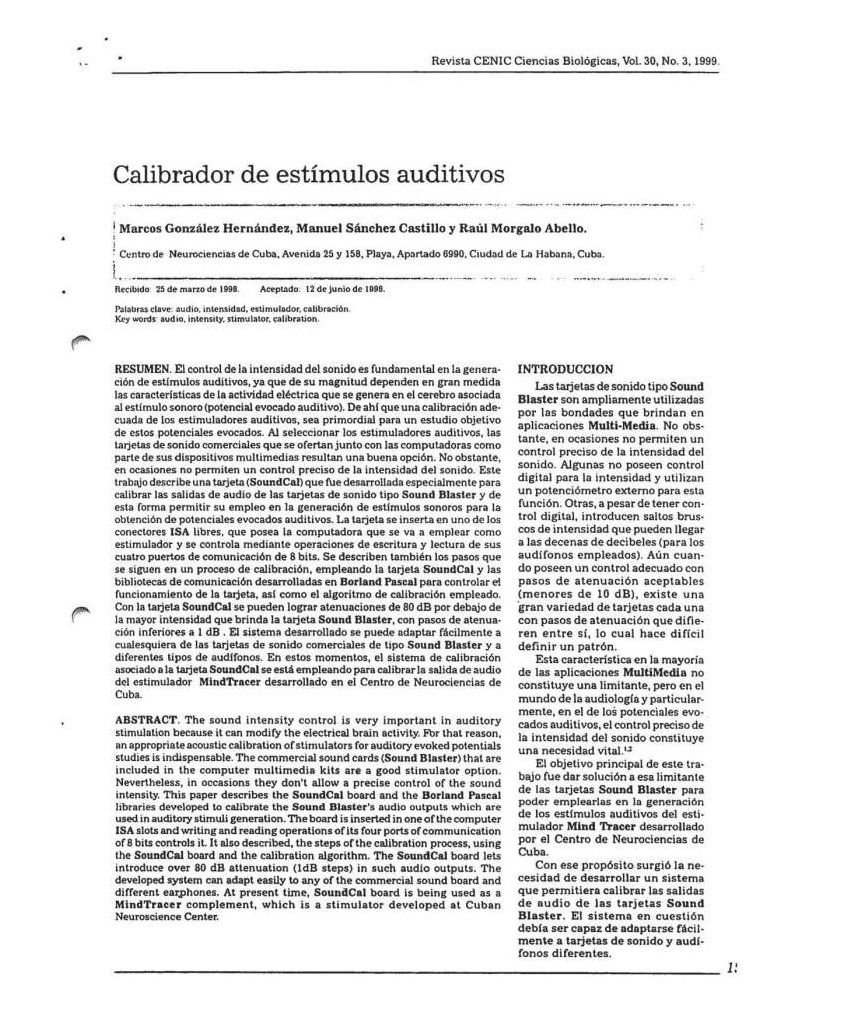 Revista CENIC Ciencias Biológicas, Vol. 30, No. 3, 1999.
Calibrador de estímulos auditivos
Marcos González Hernández, Manuel Sánchez Castillo y Raúl Morgalo Abello.
Centro de Neurociencias de Cuba, Avenida 25 y 158, Playa, Apartado 6990, Ciudad de La Habana, Cuba.
Recibido: 25 de marzo de 1998. Aceptado: 12 de junio de 1998.
Palabras clave: audio, intensidad, estimulador, calibración.
Key words: audio, intensity, stimulator, calibration.
RESUMEN. El control de la intensidad del sonido es fundamental en la genera-
ción de estímulos auditivos, ya que de su magnitud dependen en gran medida
las características de la actividad eléctrica que se genera en el cerebro asociada
al estímulo sonoro (potencial evocado auditivo). De ahí que una calibración ade-
cuada de los estimuladores auditivos, sea primordial para un estudio objetivo
de estos potenciales evocados. Al seleccionar los estimuladores auditivos, las
tarjetas de sonido comerciales que se ofertan junto con las computadoras como
parte de sus dispositivos multimedias resultan una buena opción. No obstante,
en ocasiones no permiten un control preciso de la intensidad del sonido. Este
trabajo describe una tarjeta (SoundCal) que fue desarrollada especialmente para
calibrar las salidas de audio de las tarjetas de sonido tipo Sound Blaster y de
esta forma permitir su empleo en la generación de estímulos sonoros para la
obtención de potenciales evocados auditivos. La tarjeta se inserta en uno de los
conectores ISA libres, que posea la computadora que se va a emplear como
estimulador y se controla mediante operaciones de escritura y lectura de sus
cuatro puertos de comunicación de 8 bits. Se describen también los pasos que
se siguen en un proceso de calibración, empleando la tarjeta SoundCal y las
bibliotecas de comunicación desarrolladas en Borland Pascal para controlar el
funcionamiento de la tarjeta, así como el algoritmo de calibración empleado.
Con la tarjeta SoundCal se pueden lograr atenuaciones de 80 dB por debajo de
la mayor intensidad que brinda la tarjeta Sound Blaster, con pasos de atenua-
ción inferiores a 1 dB . El sistema desarrollado se puede adaptar fácilmente a
cualesquiera de las tarjetas de sonido comerciales de tipo Sound Blaster y a
diferentes tipos de audífonos. En estos momentos, el sistema de calibración
asociado a la tarjeta SoundCal se está empleando para calibrar la salida de audio
del estimulador MindTracer desarrollado en el Centro de Neurociencias de
Cuba.
ABSTRACT. The sound intensity control is very important in auditory
stimulation because it can modify the electrical brain activity. For that reason,
an appropriate acoustic calibration of stimulators for auditory evoked potentials
studies is indispensable. The commercial sound cards (Sound Blaster) that are
included in the computer multimedia kits are a good stimulator option.
Nevertheless, in occasions they don't allow a precise control of the sound
intensity. This paper describes the SoundCal board and the Borland Pascal
libraries developed to calibrate the Sound Blaster's audio outputs which are
used in auditory stimuli generation. The board is inserted in one of the computer
ISA slots and writing and reading operations of its four ports of communication
of 8 bits controls it. It also described, the steps of the calibration process, using
the SoundCal board and the calibration algorithm. The SoundCal board lets
introduce over 80 dB attenuation (1dB steps) in such audio outputs. The
developed system can adapt easily to any of the commercial sound board and
different earphones. At present time, SoundCal board is being used as a
MindTracer complement, which is a stimulator developed at Cuban
Neuroscience Center.
INTRODUCCION
Las tarjetas de sonido tipo Sound
Blaster son ampliamente utilizadas
por las bondades que brindan en
aplicaciones Multi-Media. No obs-
tante, en ocasiones no permiten un
control preciso de la intensidad del
sonido. Algunas no poseen control
digital para la intensidad y utilizan
un potenciómetro externo para esta
función. Otras, a pesar de tener con-
trol digital, introducen saltos brus-
cos de intensidad que pueden llegar
a las decenas de decibeles (para los
audífonos empleados). Aún cuan-
do poseen un control adecuado con
pasos de atenuación aceptables
(menores de 10 dB), existe una
gran variedad de tarjetas cada una
con pasos de atenuación que difie-
ren entre sí, lo cual hace difícil
definir un patrón.
Esta característica en la mayoría
de las aplicaciones MultiMedia no
constituye una limitante, pero en el
mundo de la audiología y particular-
mente, en el de los potenciales evo-
cados auditivos, el control preciso de
la intensidad del sonido constituye
una necesidad vital.1,2
El objetivo principal de este tra-
bajo fue dar solución a esa limitante
de las tarjetas Sound Blaster para
poder emplearlas en la generación
de los estímulos auditivos del esti-
mulador Mind Tracer desarrollado
por el Centro de Neurociencias de
Cuba.
Con ese propósito surgió la ne-
cesidad de desarrollar un sistema
que permitiera calibrar las salidas
de audio de las tarjetas Sound
Blaster. El sistema en cuestión
debía ser capaz de adaptarse fácil-
mente a tarjetas de sonido y audí-
fonos diferentes.